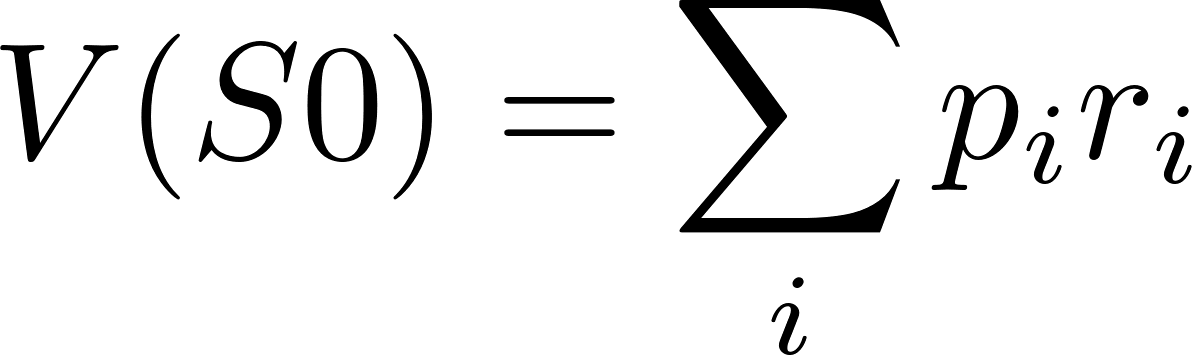 V(S0) = ∑_i p_i r_i